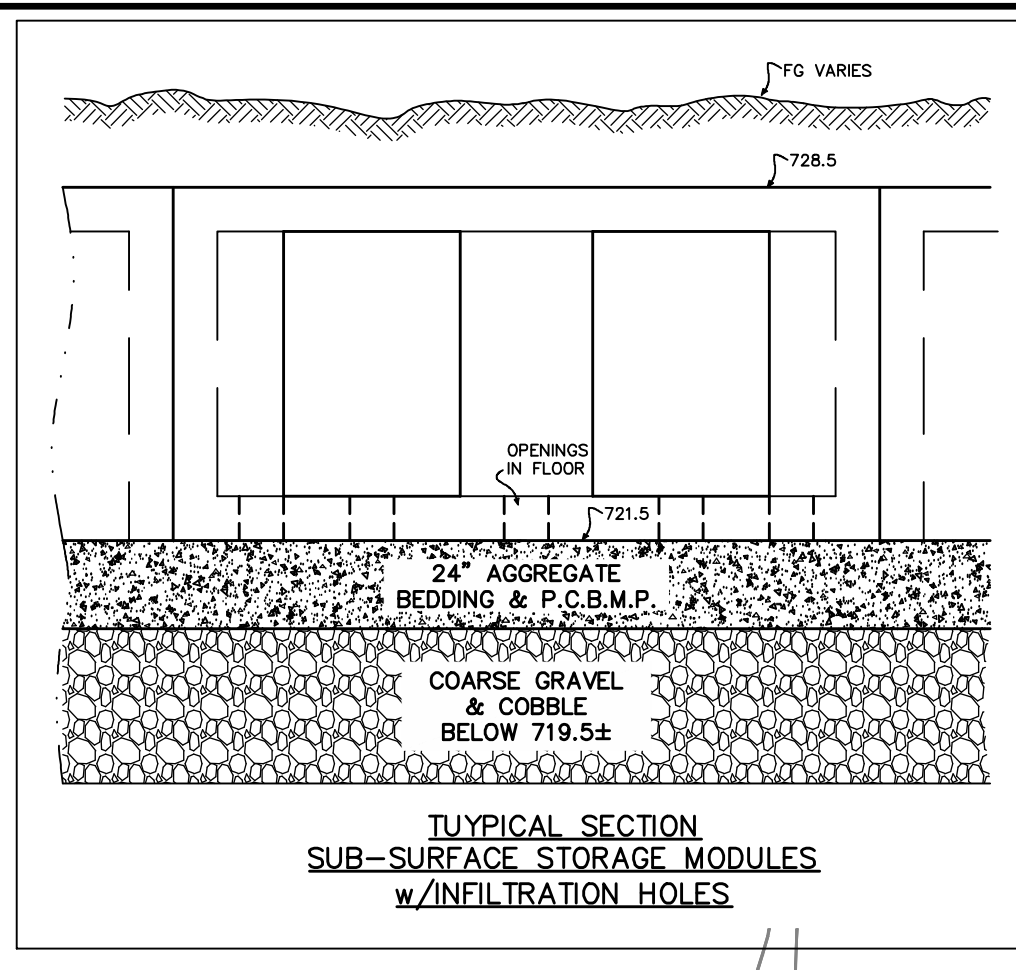 FG VARIES
728.5
OPENINGS
IN FLOOR
721.5
24" AGGREGATE
BEDDING & P.C.B.M.P.
COARSE GRAVEL
& COBBLE
BELOW 719.5±
TUYPICAL SECTION
SUB-SURFACE STORAGE MODULES
w/INFILTRATION HOLES